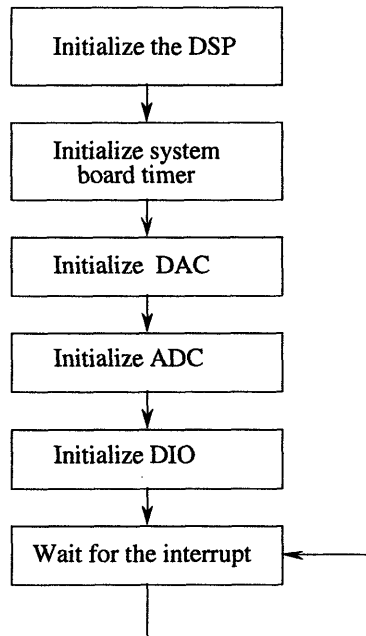 Initialize the DSP
Initialize system
board timer
Initialize DAC
Initialize ADC
Initialize DIO
Wait for the interrupt